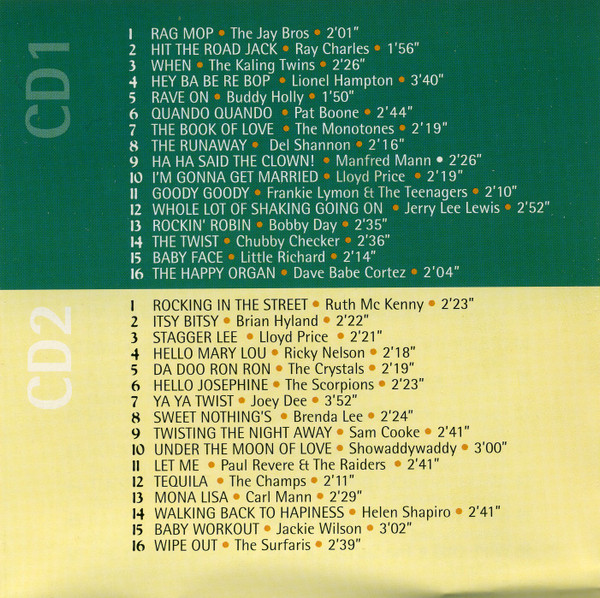 CD1
1 RAG MOP • The Jay Bros • 2'01"
2 HIT THE ROAD JACK • Ray Charles • 1'56"
3 WHEN • The Kaling Twins • 2'26"
4 HEY BA BE RE BOP • Lionel Hampton • 3'40"
5 RAVE ON • Buddy Holly • 1'50"
6 QUANDO QUANDO • Pat Boone • 2'44"
7 THE BOOK OF LOVE • The Monotones • 2'19"
8 THE RUNAWAY • Del Shannon • 2'16"
9 HA HA SAID THE CLOWN! • Manfred Mann • 2'26"
10 I'M GONNA GET MARRIED • Lloyd Price • 2'19"
11 GOODY GOODY • Frankie Lymon & The Teenagers • 2'10"
12 WHOLE LOT OF SHAKING GOING ON • Jerry Lee Lewis • 2'52"
13 ROCKIN' ROBIN • Bobby Day • 2'35"
14 THE TWIST • Chubby Checker • 2'36"
15 BABY FACE • Little Richard • 2'14"
16 THE HAPPY ORGAN • Dave Babe Cortez • 2'04"
CD2
1 ROCKING IN THE STREET • Ruth Mc Kenny • 2'23"
2 ITSY BITSY • Brian Hyland • 2'22"
3 STAGGER LEE • Lloyd Price • 2'21"
4 HELLO MARY LOU • Ricky Nelson • 2'18"
5 DA DOO RON RON • The Crystals • 2'19"
6 HELLO JOSEPHINE • The Scorpions • 2'23"
7 YA YA TWIST • Joey Dee • 3'52"
8 SWEET NOTHING'S • Brenda Lee • 2'24"
9 TWISTING THE NIGHT AWAY • Sam Cooke • 2'41"
10 UNDER THE MOON OF LOVE • Showaddywaddy • 3'00"
11 LET ME • Paul Revere & The Raiders • 2'41"
12 TEQUILA • The Champs • 2'11"
13 MONA LISA • Carl Mann • 2'29"
14 WALKING BACK TO HAPINESS • Helen Shapiro • 2'41"
15 BABY WORKOUT • Jackie Wilson • 3'02"
16 WIPE OUT • The Surfaris • 2'39"